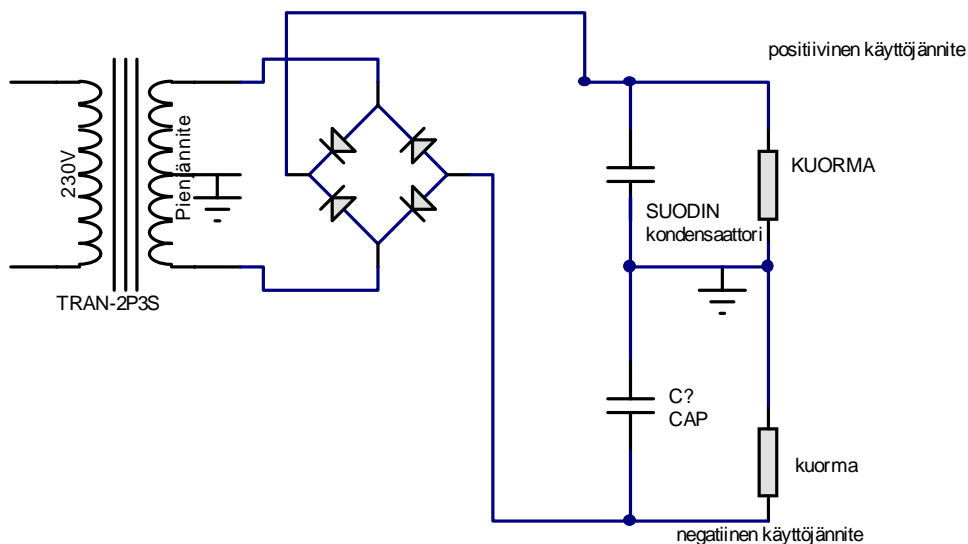 positiivinen käyttöjännite
230V
Pienjännite
KUORMA
SUODIN
kondensaattori
TRAN-2P3S
C?
CAP
kuorma
negatiinen käyttöjännite